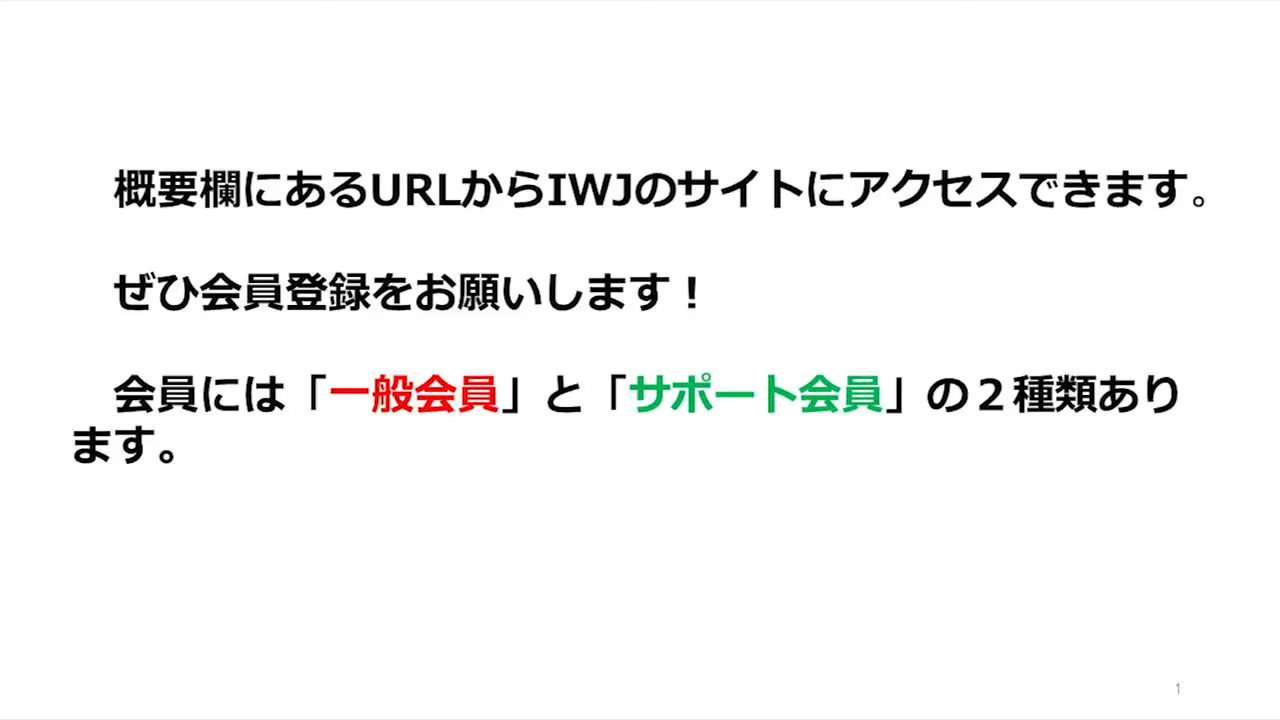 概要欄にあるURLからIWJのサイトにアクセスできます。
ぜひ会員登録をお願いします！
会員には「一般会員」と「サポート会員」の２種類あり
ます。
1